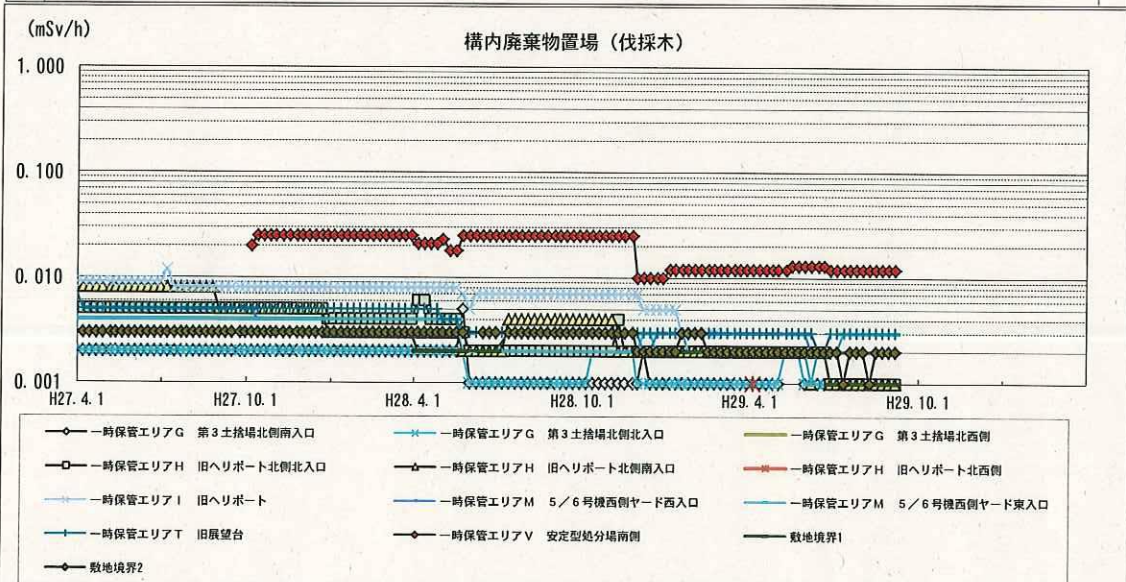 (mSv/h)
構内廃棄物置場（伐採木）
1.000
0.100
0.010
0.001
H27.4.1 H27.10.1 H28.4.1 H28.10.1 H29.4.1 H29.10.1
一時保管エリアG 第3土捨場北側南入口 一時保管エリアG 第3土捨場北側北入口 一時保管エリアG 第3土捨場北西側
一時保管エリアH 旧ヘリポート北側北入口 一時保管エリアH 旧ヘリポート北側南入口 一時保管エリアH 旧ヘリポート北西側
一時保管エリアI 旧ヘリポート 一時保管エリアM 5／6号機西側ヤード西入口 一時保管エリアM 5／6号機西側ヤード東入口
一時保管エリアT 旧展望台 一時保管エリアV 安定型処分場南側 敷地境界1
敷地境界2